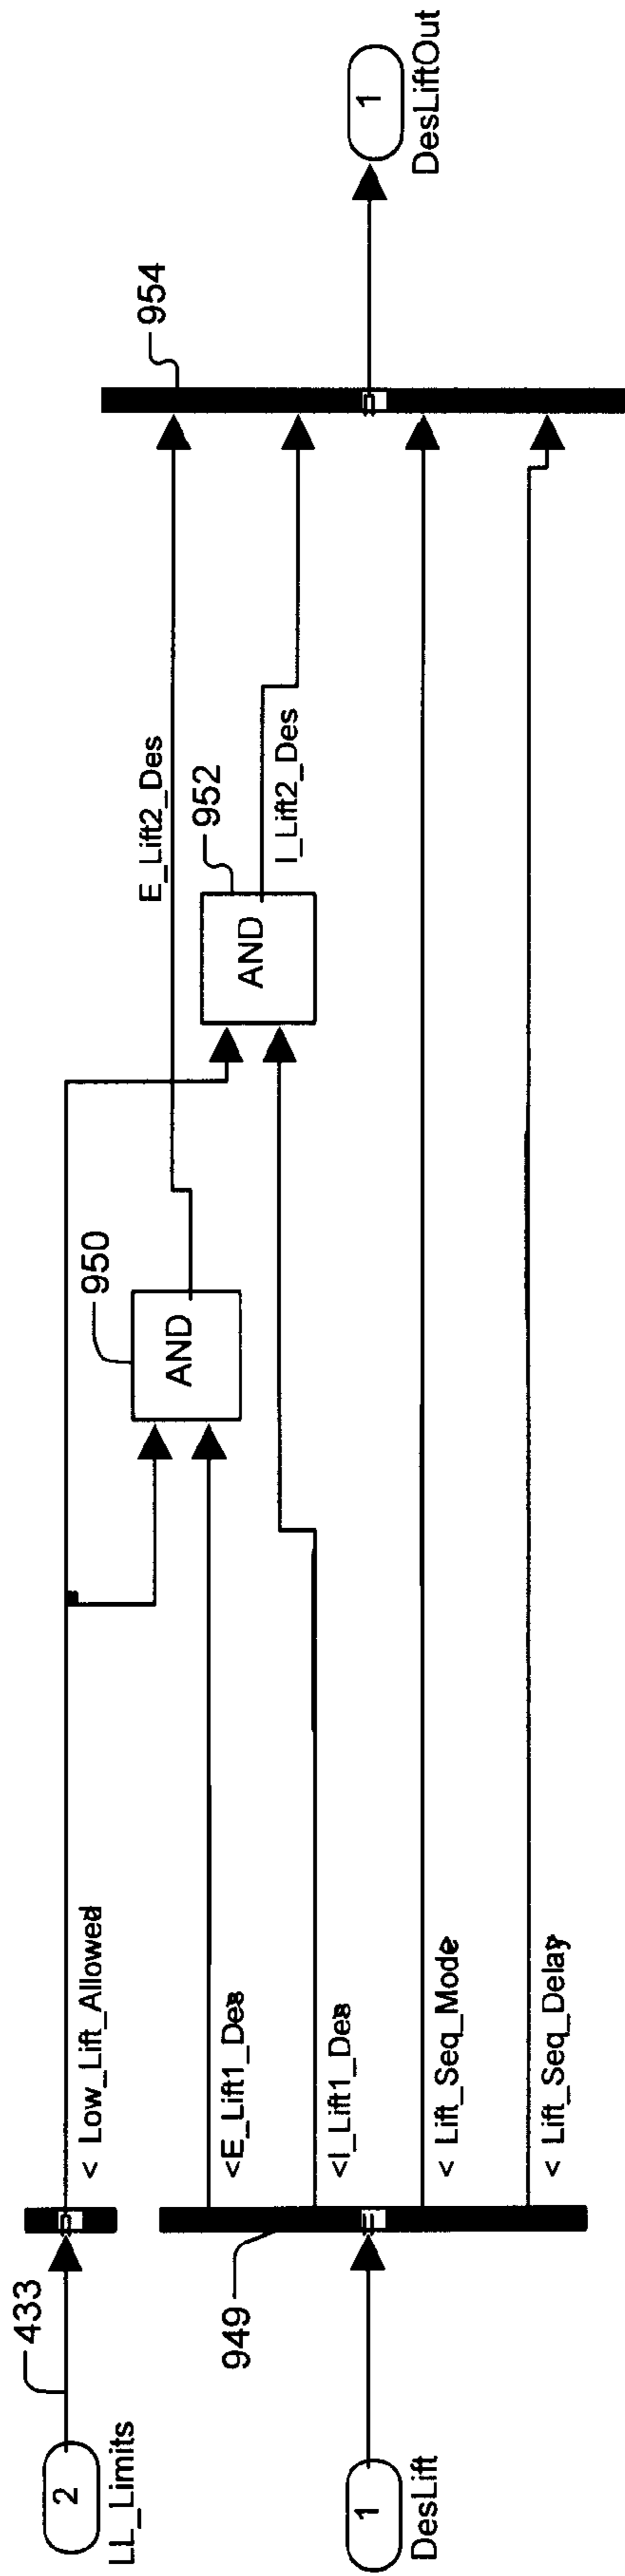 2
LL_Limits
433
< Low_Lift_Allowed
1
DesLift
949
<E_Lift1_Des
<I_Lift1_Des
< Lift_Seq_Mode
< Lift_Seq_Delay
950
AND
E_Lift2_Des
952
AND
I_Lift2_Des
954
1
DesLiftOut